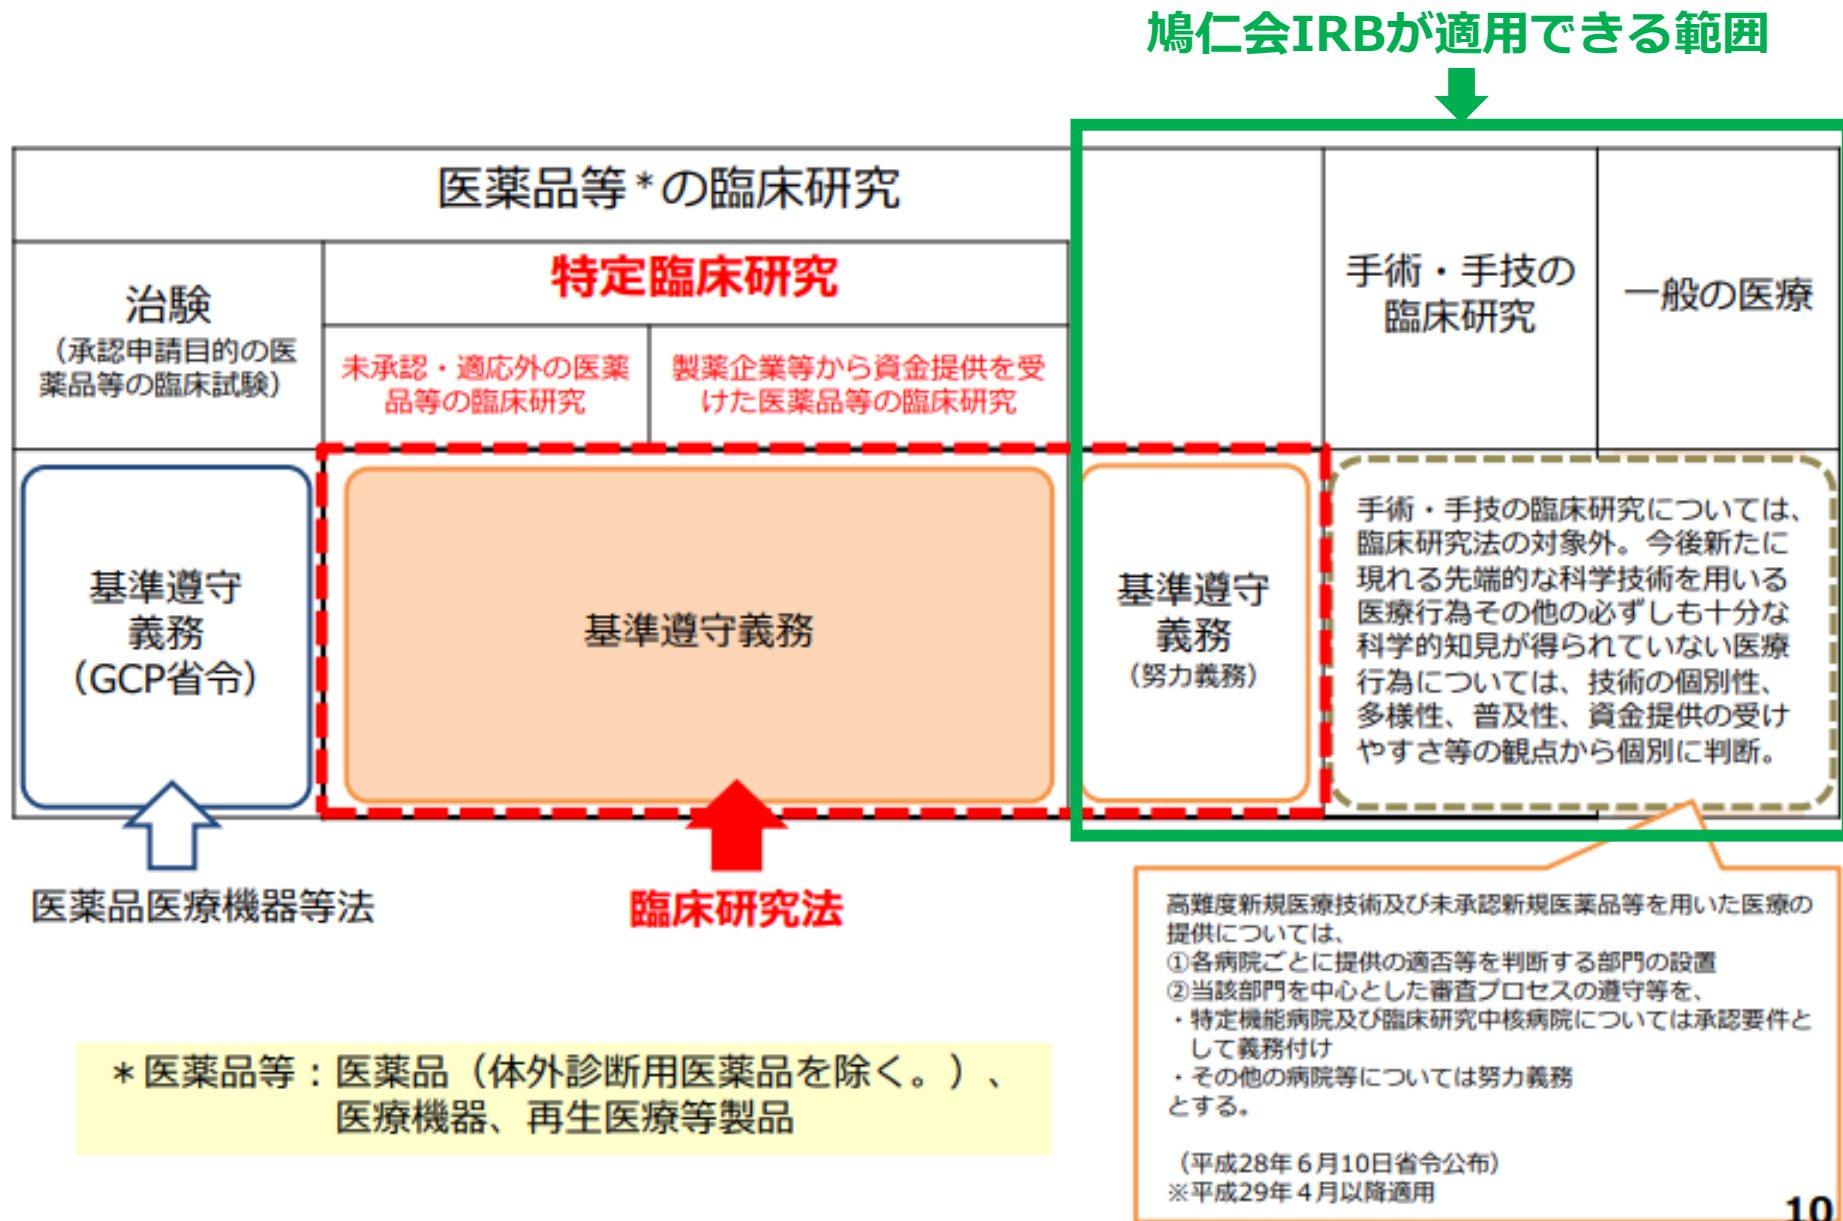 鳩仁会IRBが適用できる範囲
医薬品等*の臨床研究
治験
（承認申請目的の医
薬品等の臨床試験）
特定臨床研究
未承認・適応外の医薬
品等の臨床研究
製薬企業等から資金提供を受
けた医薬品等の臨床研究
手術・手技の
臨床研究
一般の医療
基準遵守
義務
（GCP省令）
基準遵守義務
基準遵守
義務
（努力義務）
手術・手技の臨床研究については、
臨床研究法の対象外。今後新たに
現れる先端的な科学技術を用いる
医療行為その他の必ずしも十分な
科学的知見が得られていない医療
行為については、技術の個別性、
多様性、普及性、資金提供の受け
やすさ等の観点から個別に判断。
医薬品医療機器等法
臨床研究法
高難度新規医療技術及び未承認新規医薬品等を用いた医療の
提供については、
①各病院ごとに提供の適否等を判断する部門の設置
②当該部門を中心とした審査プロセスの遵守等を、
・特定機能病院及び臨床研究中核病院については承認要件と
して義務付け
・その他の病院等については努力義務
とする。
（平成28年６月10日省令公布）
※平成29年４月以降適用
＊医薬品等：医薬品（体外診断用医薬品を除く。）、
医療機器、再生医療等製品
10